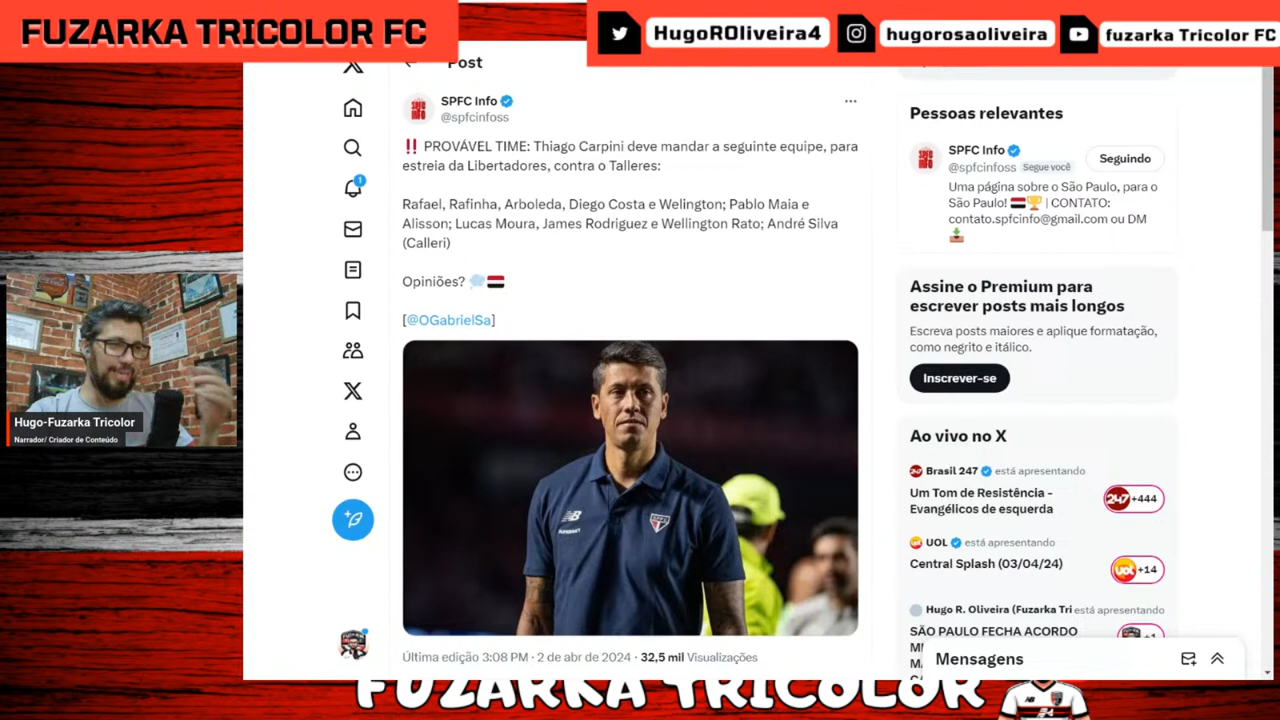 FUZARKA TRICOLOR FC
HugoROliveira4
hugorosaoliveira
fuzarka Tricolor FC
Post
SPFC Info
@spfcinfoss
‼ PROVÁVEL TIME: Thiago Carpini deve mandar a seguinte equipe, para
estreia da Libertadores, contra o Talleres:
Rafael, Rafinha, Arboleda, Diego Costa e Welington; Pablo Maia e
Alisson; Lucas Moura, James Rodriguez e Wellington Rato; André Silva
(Calleri)
Opiniões?
[@OGabrielSa]
Última edição 3:08 PM · 2 de abr de 2024 · 32,5 mil Visualizações
Pessoas relevantes
SPFC Info
@spfcinfoss Segue você
Seguindo
Uma página sobre o São Paulo, para o
São Paulo! | CONTATO:
contato.spfcinfo@gmail.com ou DM
Assine o Premium para
escrever posts mais longos
Escreva posts maiores e aplique formatação,
como negrito e itálico.
Inscrever-se
Ao vivo no X
Brasil 247 está apresentando
Um Tom de Resistência -
Evangélicos de esquerda
247 +444
UOL está apresentando
Central Splash (03/04/24)
UOL +14
Hugo R. Oliveira (Fuzarka Tri está apresentando
SÃO PAULO FECHA ACORDO
Mensagens
1
Hugo-Fuzarka Tricolor
Narrador/ Criador de Conteúdo
FUZARKA TRICOLOR